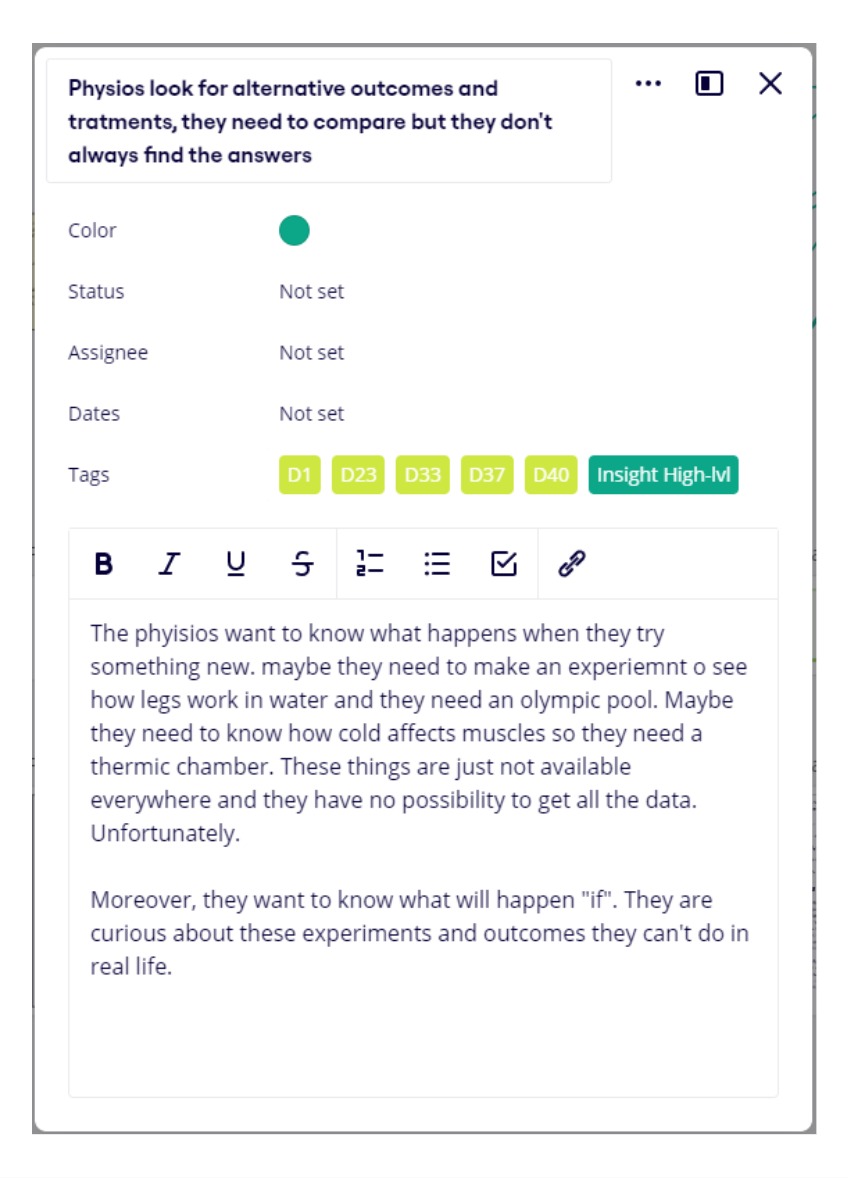 Physios look for alternative outcomes and
tratments, they need to compare but they don't
always find the answers
Color
Status Not set
Assignee Not set
Dates Not set
Tags D1 D23 D33 D37 D40 Insight High-lvl
B I U S
The phyisios want to know what happens when they try
something new. maybe they need to make an experiemnt o see
how legs work in water and they need an olympic pool. Maybe
they need to know how cold affects muscles so they need a
thermic chamber. These things are just not available
everywhere and they have no possibility to get all the data.
Unfortunately.
Moreover, they want to know what will happen "if". They are
curious about these experiments and outcomes they can't do in
real life.